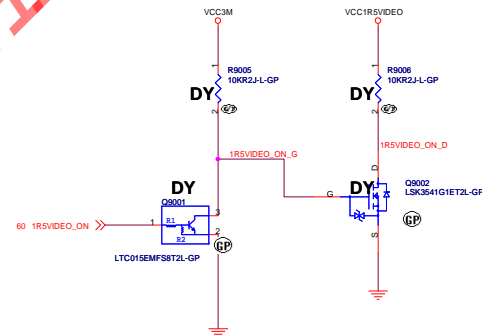 VCC3M
VCC1R5VIDEO
1
R9005
10KR2J-L-GP
DY
2
1
R9006
10KR2J-L-GP
DY
2
1R5VIDEO_ON_G
1R5VIDEO_ON_D
DY
Q9001
R1
R2
3
2
1
60 1R5VIDEO_ON
GP
LTC015EMFS8T2L-GP
DY
D
G
S
Q9002
LSK3541G1ET2L-GP
GP